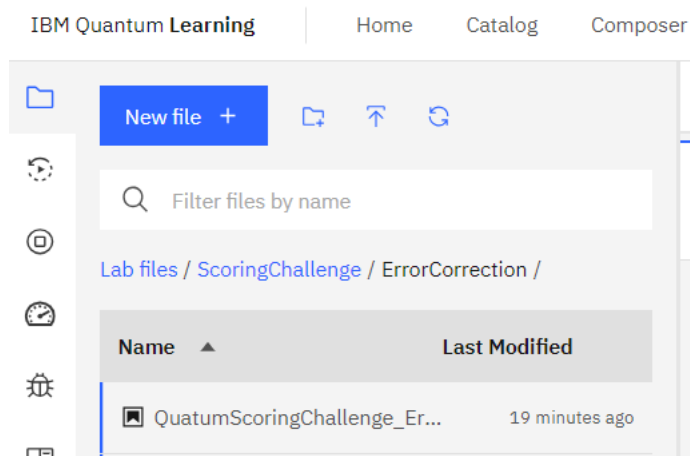 IBM Quantum Learning Home Catalog Composer
New file +
Filter files by name
Lab files / ScoringChallenge / ErrorCorrection /
Name Last Modified
QuatumScoringChallenge_Er... 19 minutes ago